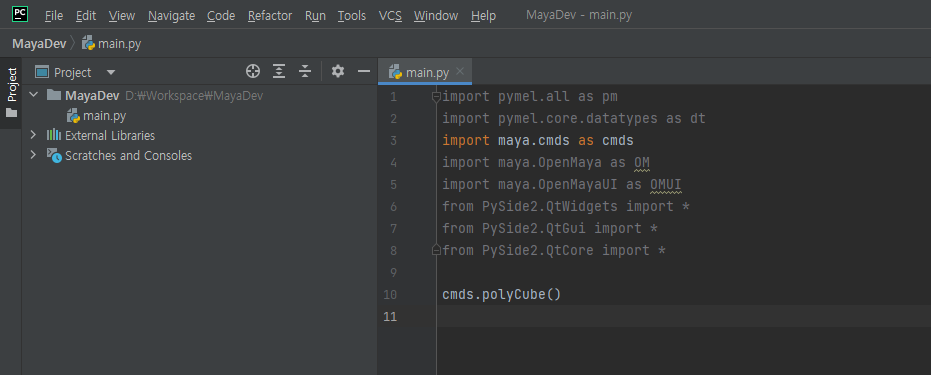 PC File Edit View Navigate Code Refactor Run Tools VCS Window Help MayaDev - main.py
MayaDev main.py
Project
Project
MayaDev D:₩Workspace₩MayaDev
main.py
External Libraries
Scratches and Consoles
main.py
1 import pymel.all as pm
2 import pymel.core.datatypes as dt
3 import maya.cmds as cmds
4 import maya.OpenMaya as OM
5 import maya.OpenMayaUI as OMUI
6 from PySide2.QtWidgets import *
7 from PySide2.QtGui import *
8 from PySide2.QtCore import *
9
10 cmds.polyCube()
11